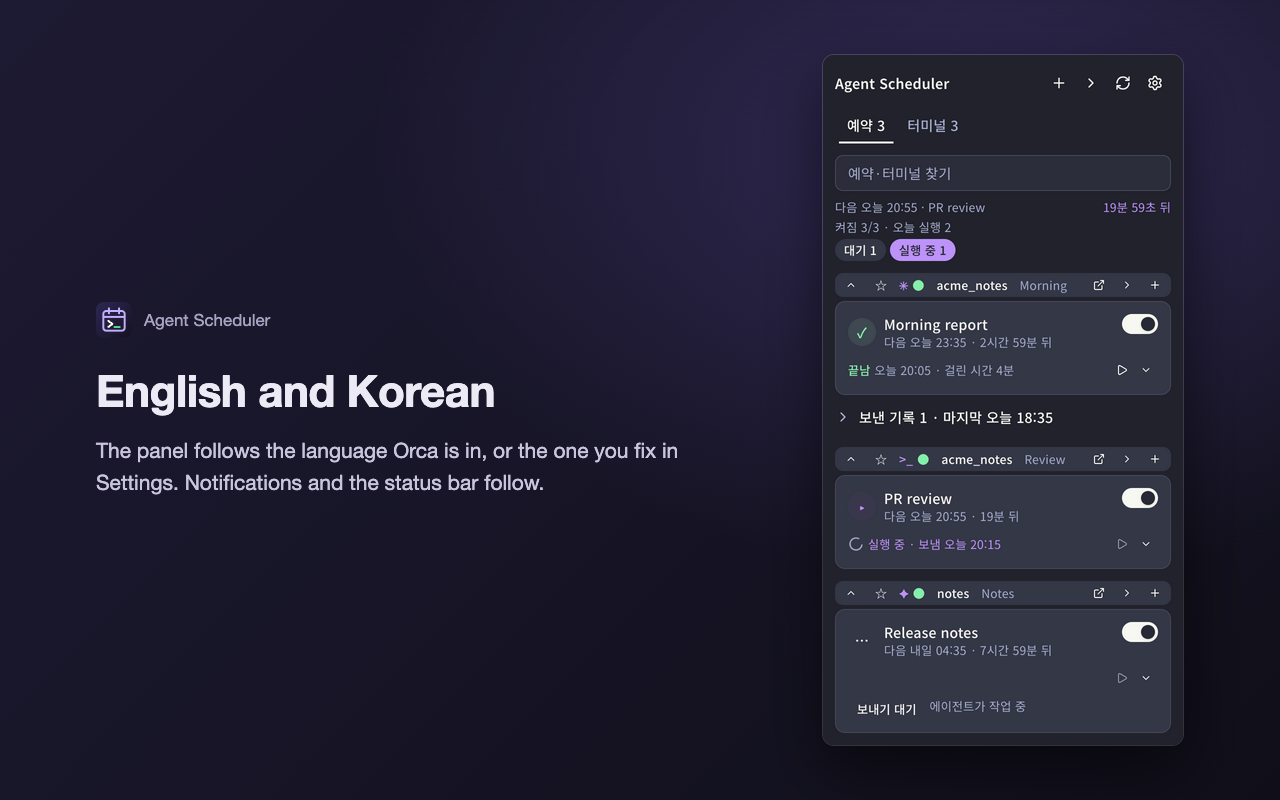 Agent Scheduler
English and Korean
The panel follows the language Orca is in, or the one you fix in
Settings. Notifications and the status bar follow.
Agent Scheduler
예약 3 터미널 3
예약·터미널 찾기
다음 오늘 20:55 · PR review 19분 59초 뒤
켜짐 3/3 · 오늘 실행 2
대기 1 실행 중 1
acme_notes Morning
Morning report
다음 오늘 23:35 · 2시간 59분 뒤
끝남 오늘 20:05 · 걸린 시간 4분
보낸 기록 1 · 마지막 오늘 18:35
acme_notes Review
PR review
다음 오늘 20:55 · 19분 뒤
실행 중 · 보냄 오늘 20:15
notes Notes
Release notes
다음 내일 04:35 · 7시간 59분 뒤
보내기 대기 에이전트가 작업 중